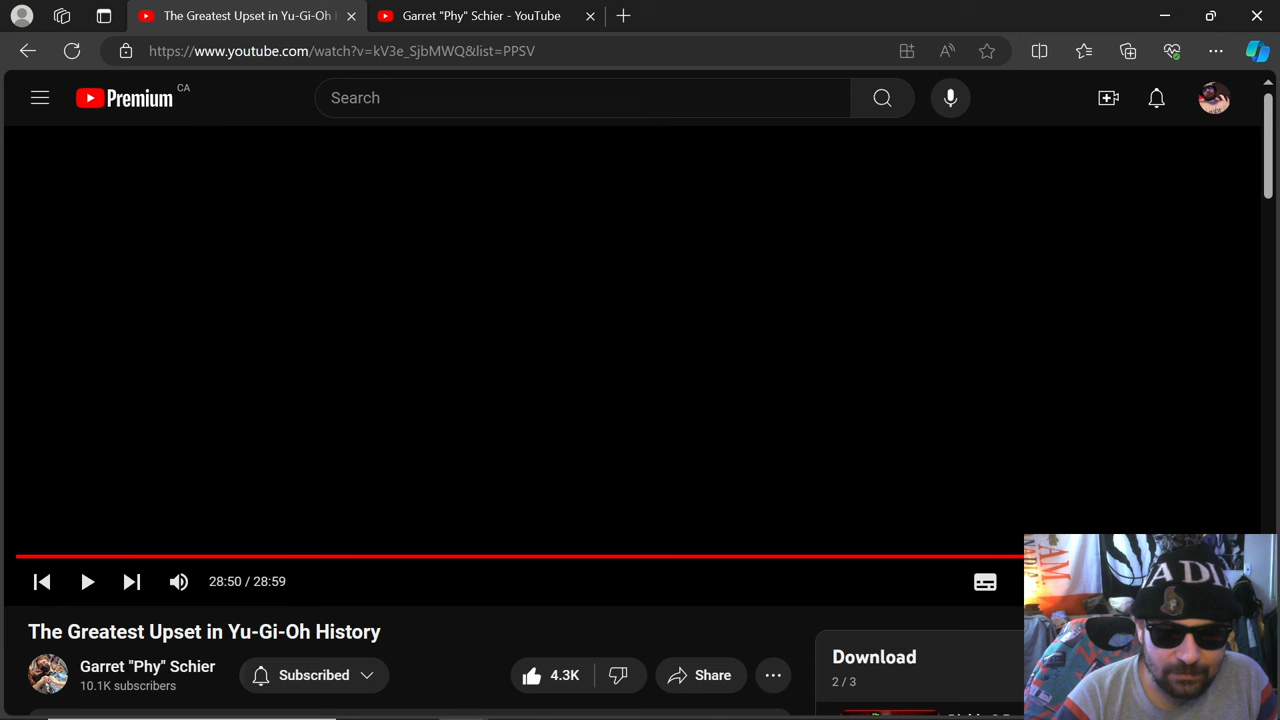 The Greatest Upset in Yu-Gi-Oh
Garret "Phy" Schier - YouTube
https://www.youtube.com/watch?v=kV3e_SjbMWQ&list=PPSV
Premium CA
Search
28:50 / 28:59
The Greatest Upset in Yu-Gi-Oh History
Garret "Phy" Schier
10.1K subscribers
Subscribed
4.3K
Share
Download
2 / 3